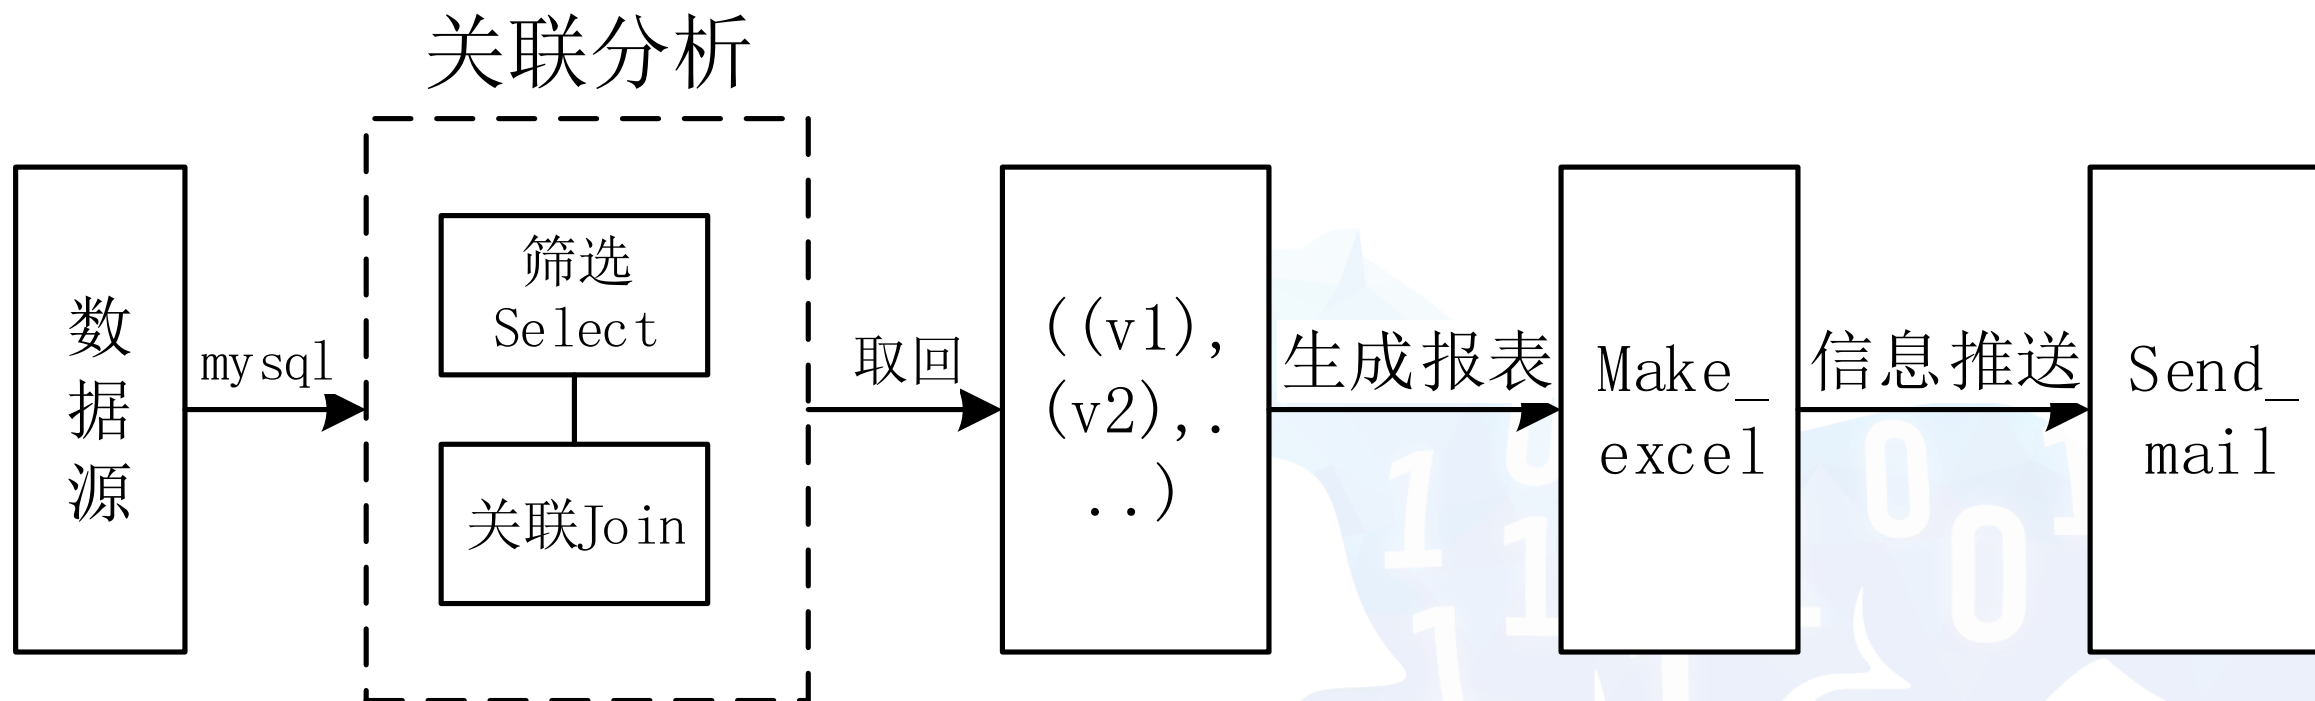 关联分析
数
据
源
mysql
筛选
Select
关联Join
取回
((v1),
(v2),.
..)
生成报表
Make_
excel
信息推送
Send_
mail